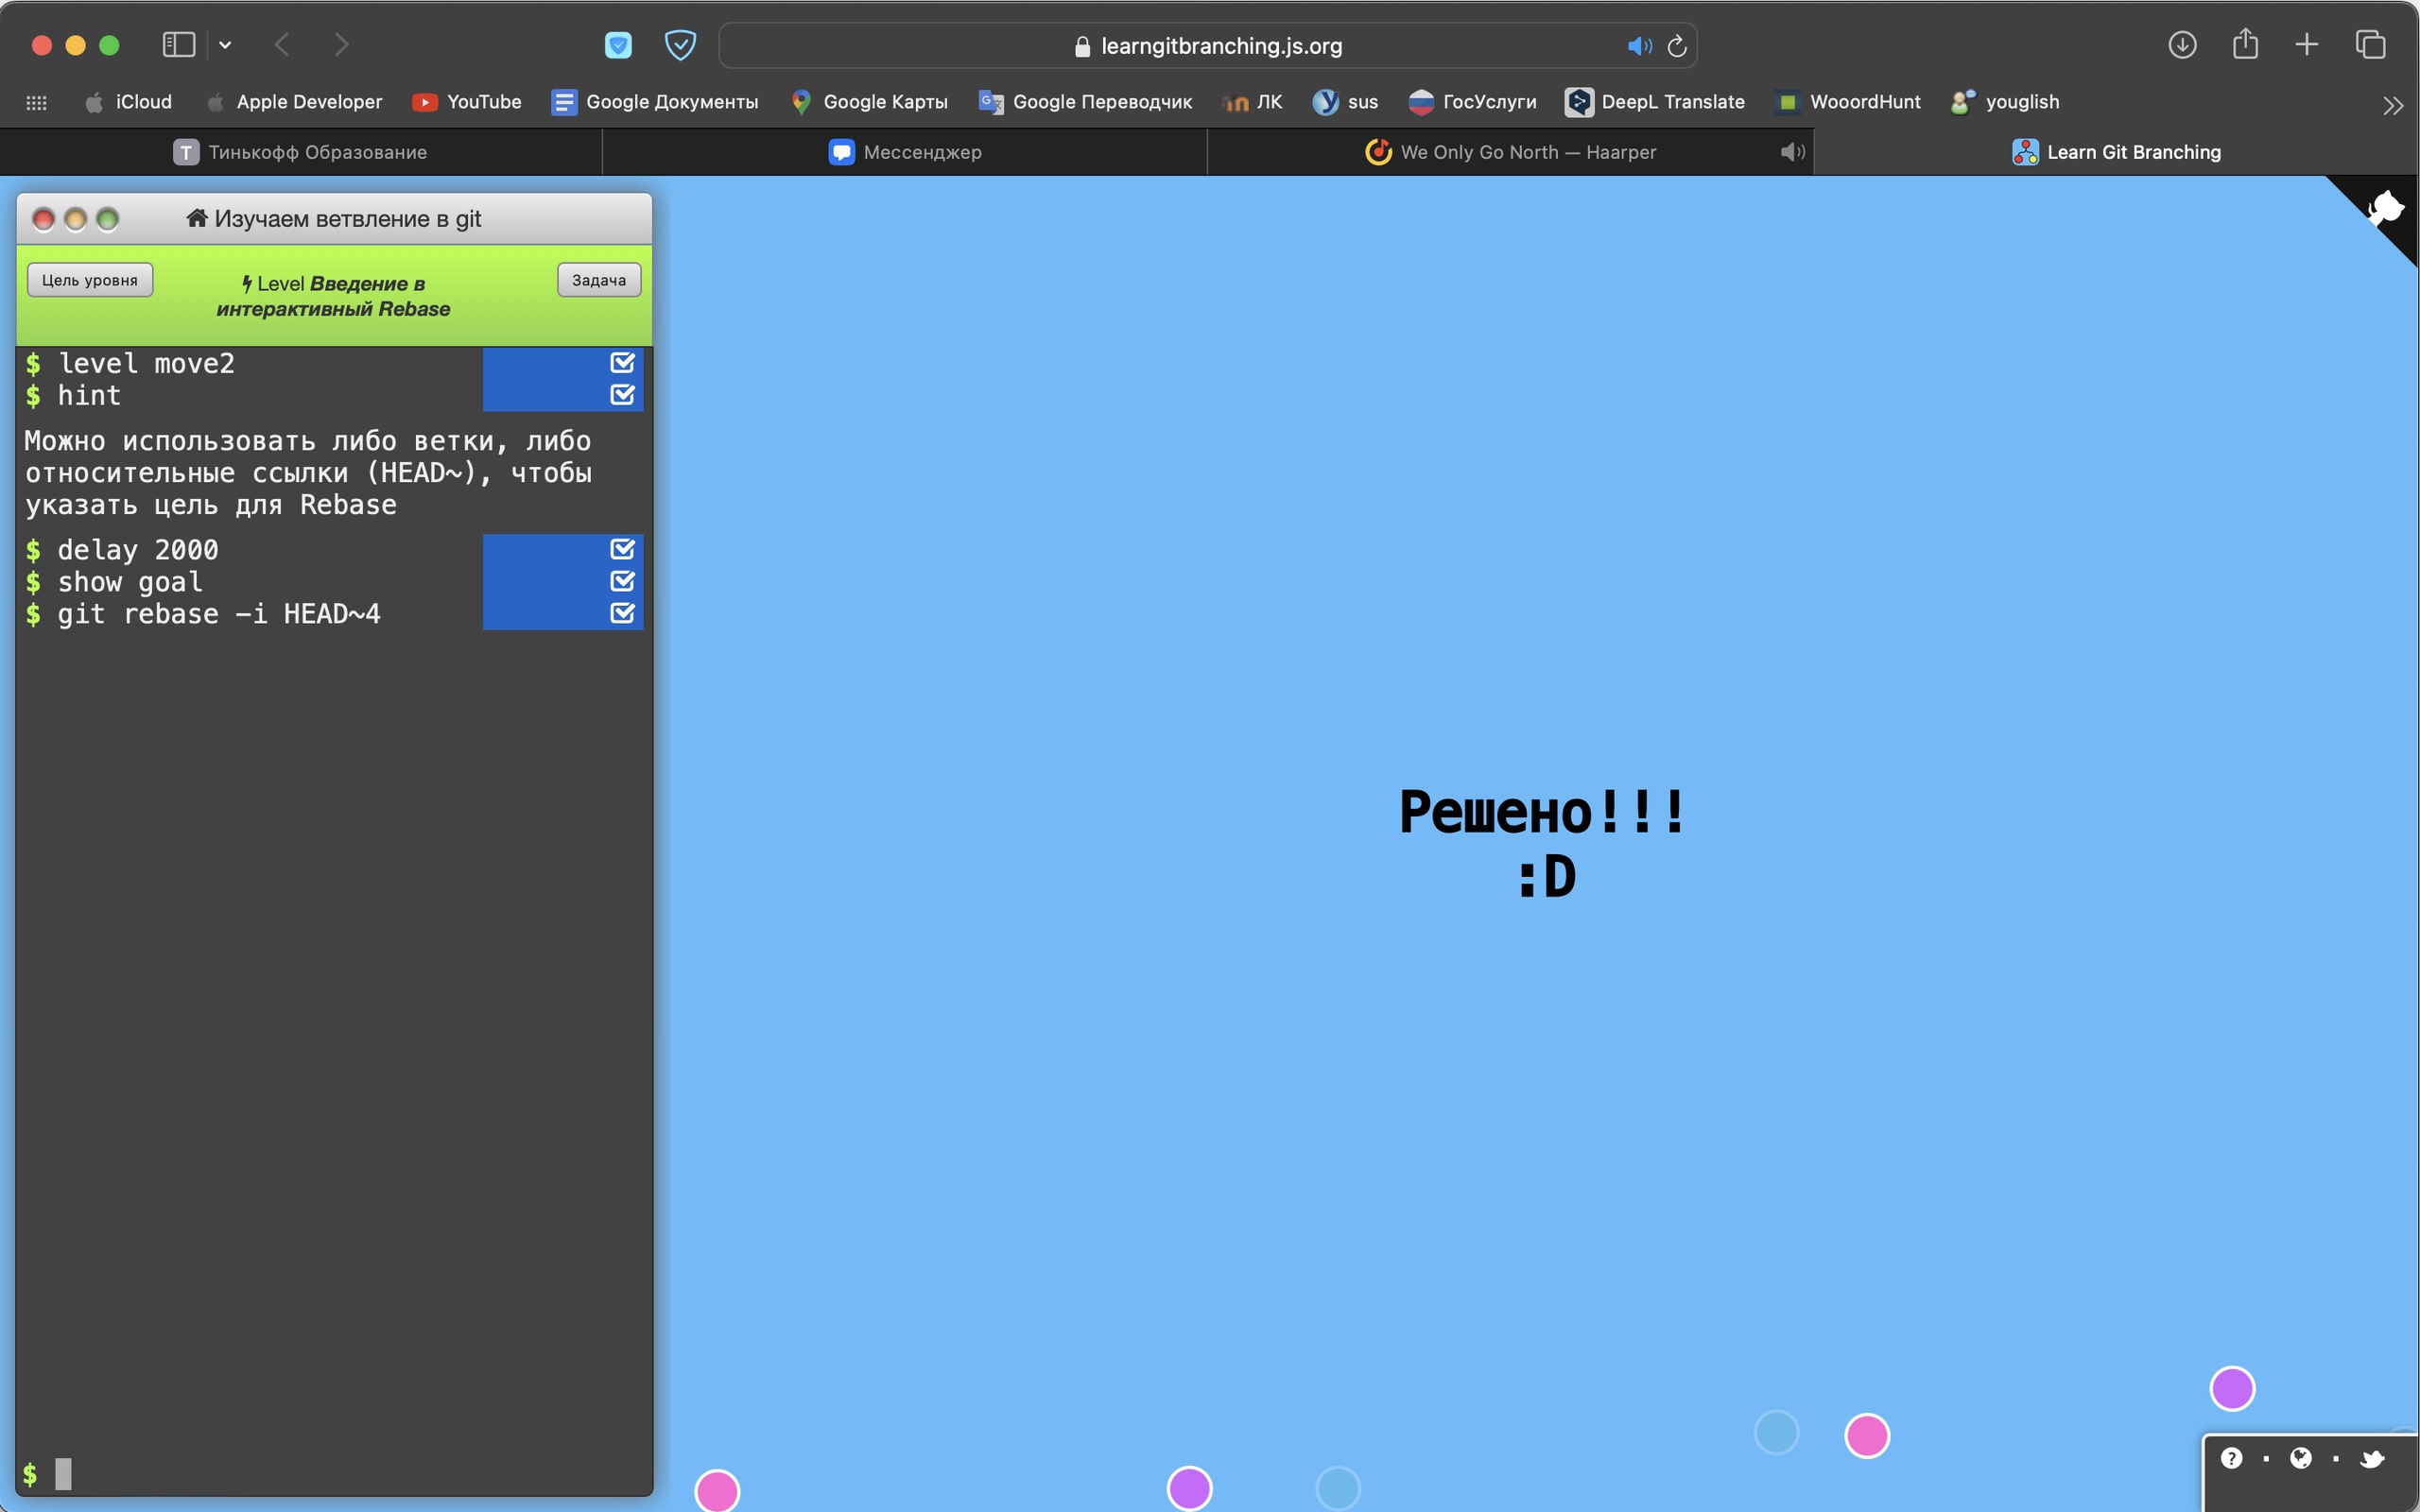 learngitbranching.js.org
iCloud Apple Developer YouTube Google Документы Google Карты Google Переводчик ЛК sus ГосУслуги DeepL Translate WooordHunt youglish
Т Тинькофф Образование Мессенджер We Only Go North — Haarper Learn Git Branching
Изучаем ветвление в git
Цель уровня
Level Введение в
интерактивный Rebase
Задача
$ level move2
$ hint
Можно использовать либо ветки, либо
относительные ссылки (HEAD~), чтобы
указать цель для Rebase
$ delay 2000
$ show goal
$ git rebase -i HEAD~4
$
Решено!!!
:D